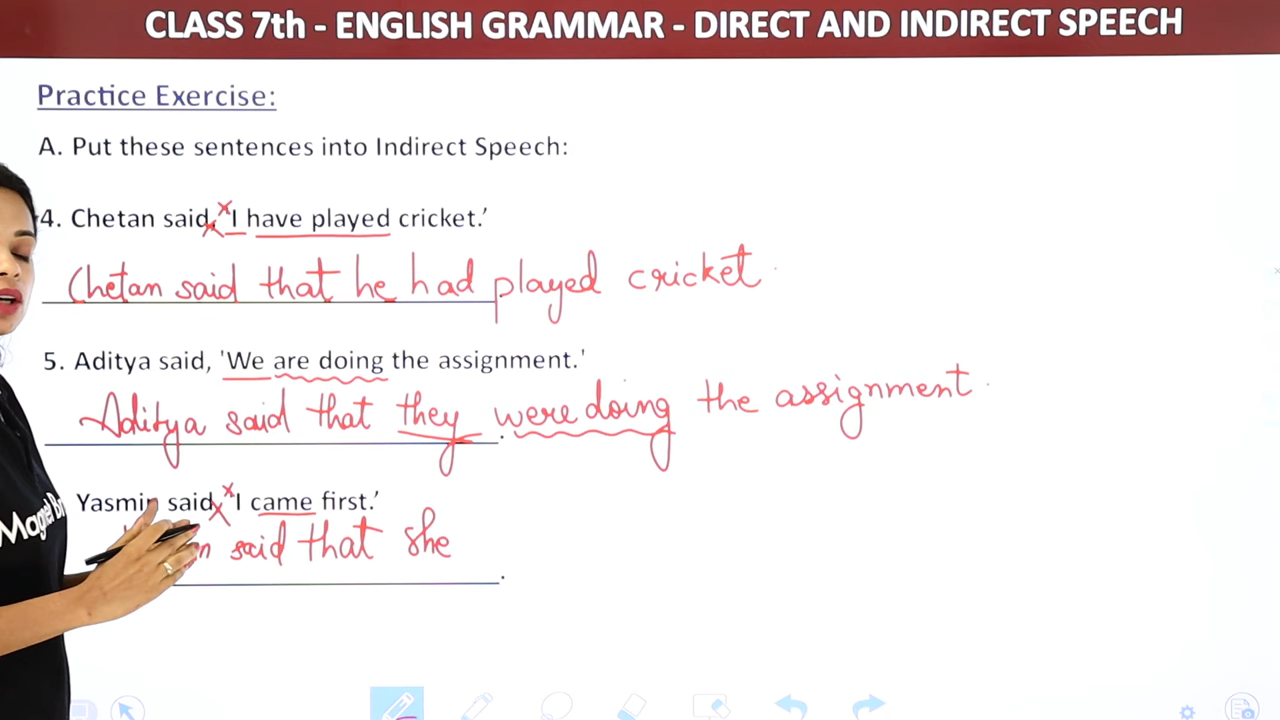 CLASS 7th - ENGLISH GRAMMAR - DIRECT AND INDIRECT SPEECH
Practice Exercise:
A. Put these sentences into Indirect Speech:
4. Chetan said, I have played cricket.’
Chetan said that he had played cricket.
5. Aditya said, 'We are doing the assignment.'
Aditya said that they were doing the assignment.
Yasmin said, I came first.’
said that she